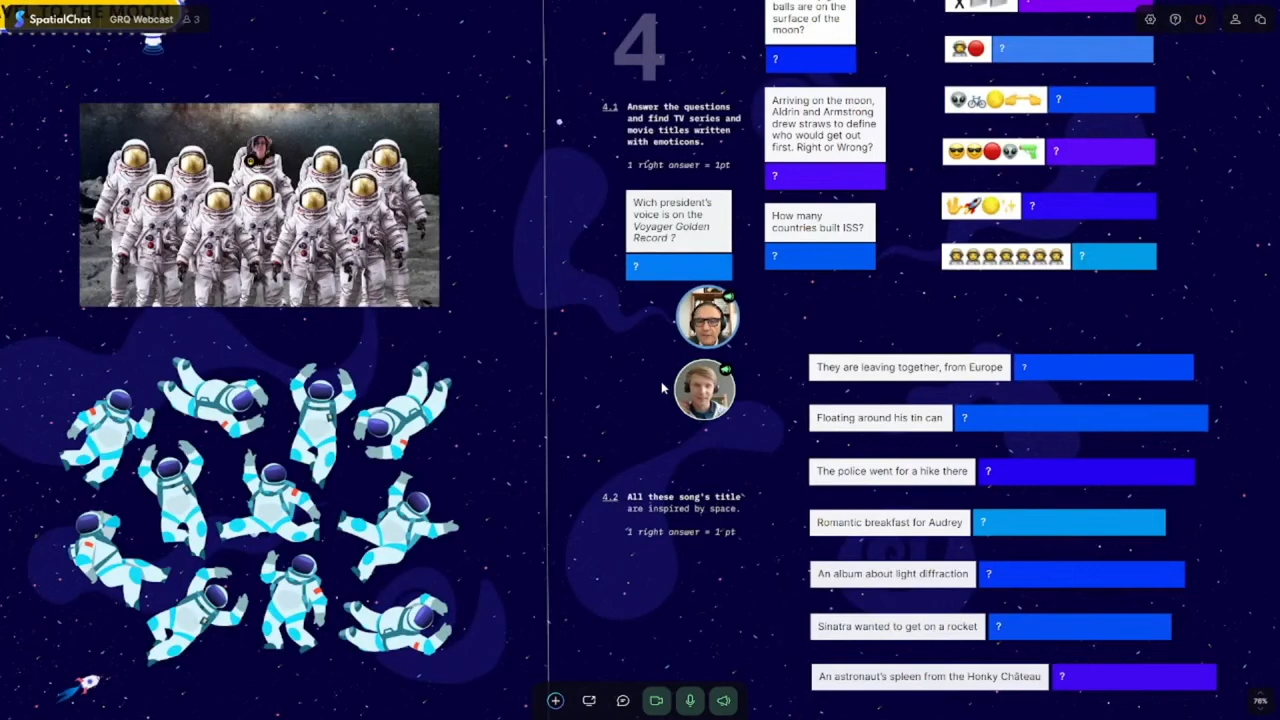 VEL TO THE MOON
SpatialChat
GRQ Webcast
3
4
4.1 Answer the questions
and find TV series and
movie titles written
with emoticons.
1 right answer = 1pt
Wich president's
voice is on the
Voyager Golden
Record ?
?
balls are on the
surface of the
moon?
?
Arriving on the moon,
Aldrin and Armstrong
drew straws to define
who would get out
first. Right or Wrong?
?
How many
countries built ISS?
?
?
?
?
?
?
4.2 All these song's title
are inspired by space.
1 right answer = 1 pt
They are leaving together, from Europe ?
Floating around his tin can ?
The police went for a hike there ?
Romantic breakfast for Audrey ?
An album about light diffraction ?
Sinatra wanted to get on a rocket ?
An astronaut's spleen from the Honky Château ?
76%